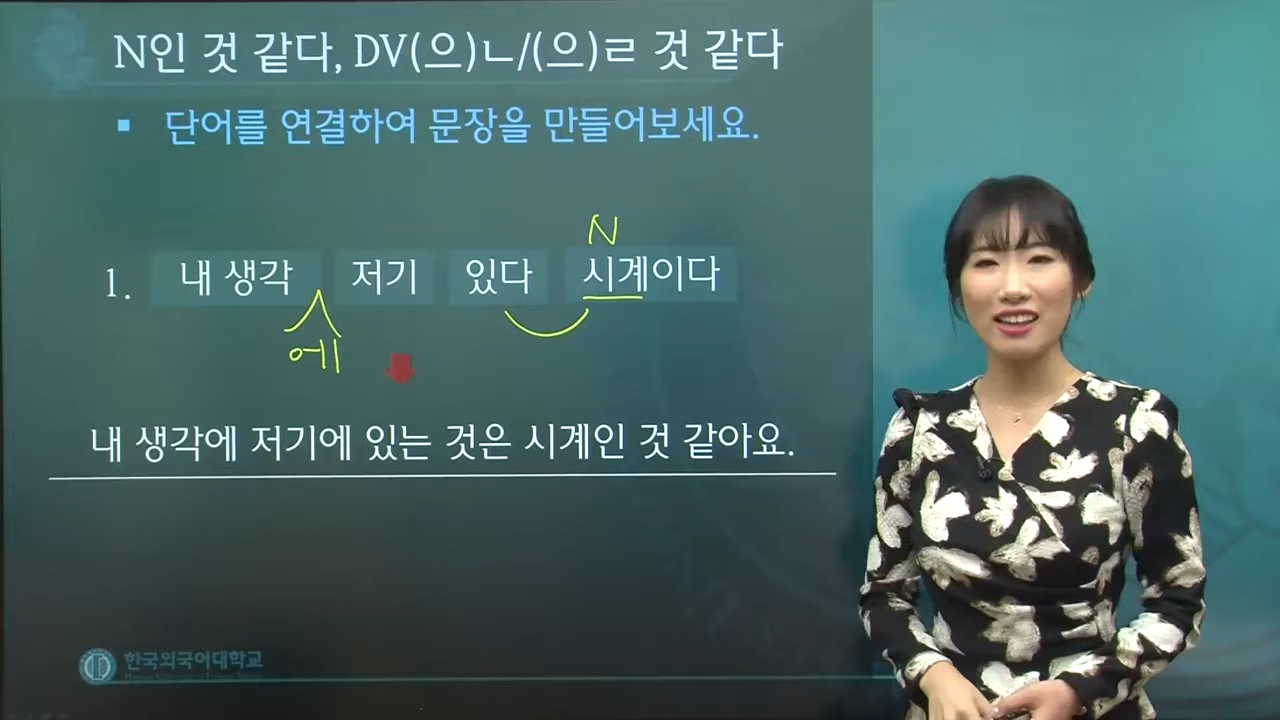 N인 것 같다, DV(으)ㄴ/(으)ㄹ 것 같다
▪ 단어를 연결하여 문장을 만들어보세요.
N
1. 내 생각 저기 있다 시계이다
에
내 생각에 저기에 있는 것은 시계인 것 같아요.
한국외국어대학교